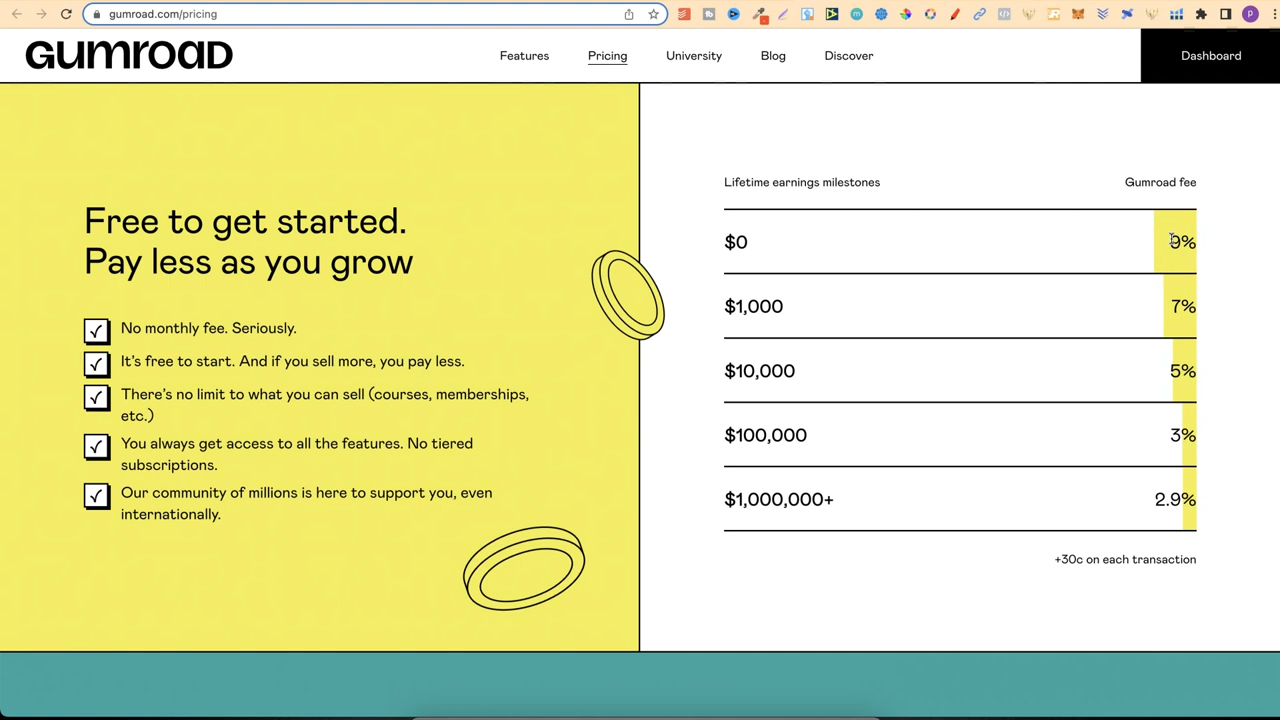 gumroad.com/pricing
GUMROAD
Features
Pricing
University
Blog
Discover
Dashboard
Free to get started.
Pay less as you grow
No monthly fee. Seriously.
It's free to start. And if you sell more, you pay less.
There's no limit to what you can sell (courses, memberships,
etc.)
You always get access to all the features. No tiered
subscriptions.
Our community of millions is here to support you, even
internationally.
Lifetime earnings milestones Gumroad fee
$0 9%
$1,000 7%
$10,000 5%
$100,000 3%
$1,000,000+ 2.9%
+30c on each transaction